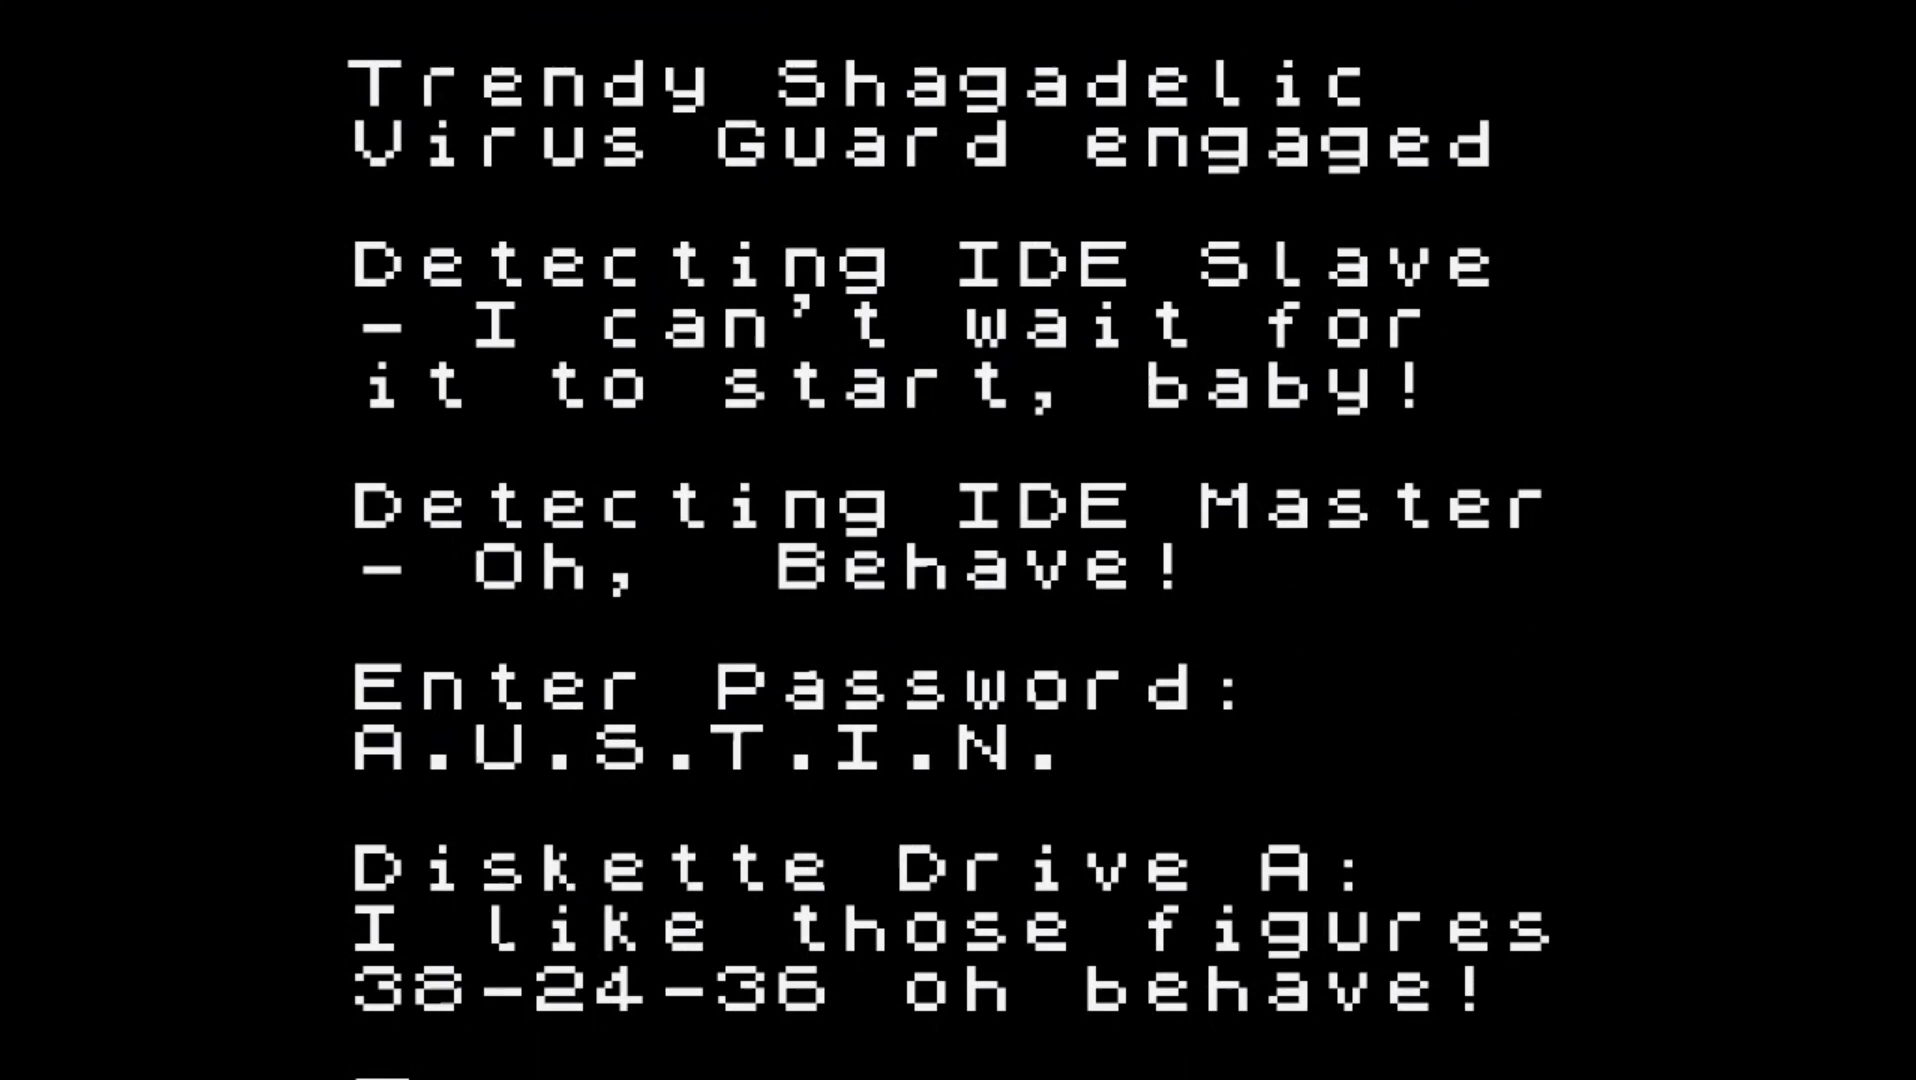 Trendy Shagadelic
Virus Guard engaged
Detecting IDE Slave
- I can't wait for
it to start, baby!
Detecting IDE Master
- Oh,  Behave!
Enter Password:
A.U.S.T.I.N.
Diskette Drive A:
I like those figures
38-24-36 oh behave!